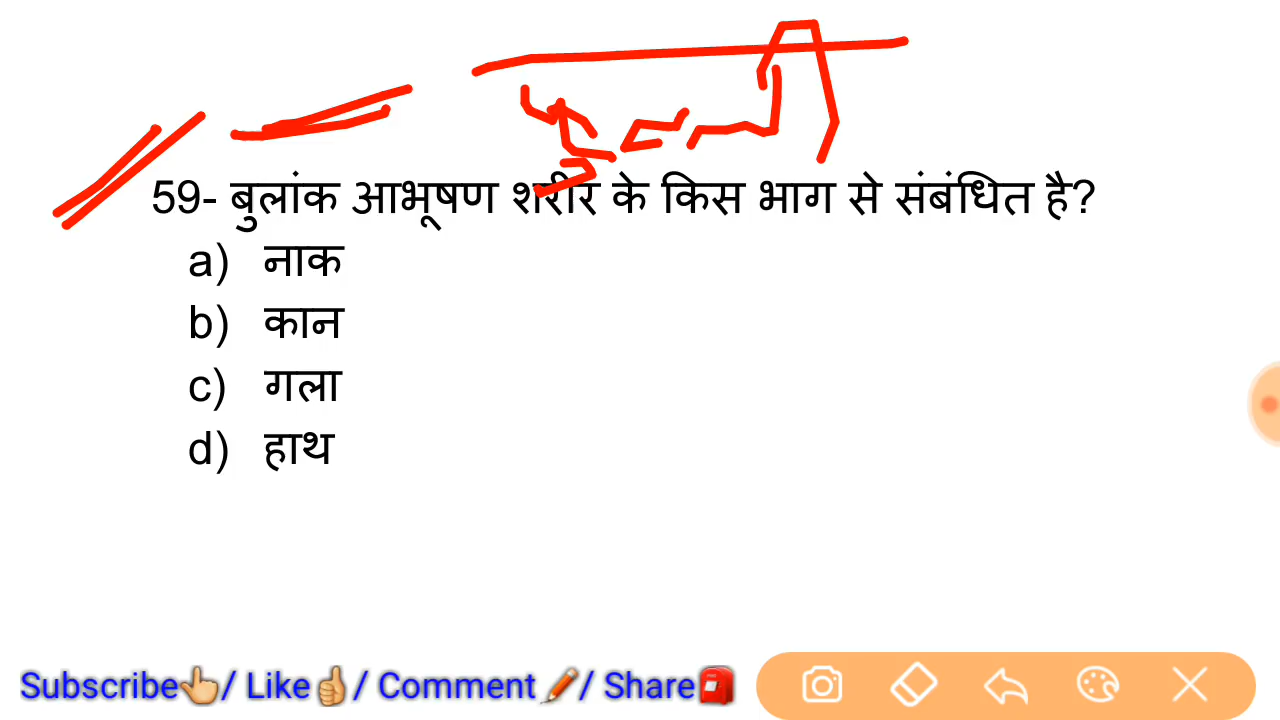 59- बुलांक आभूषण शरीर के किस भाग से संबंधित है?
a) नाक
b) कान
c) गला
d) हाथ
Subscribe👆/ Like👍/ Comment 🖍/ Share📮